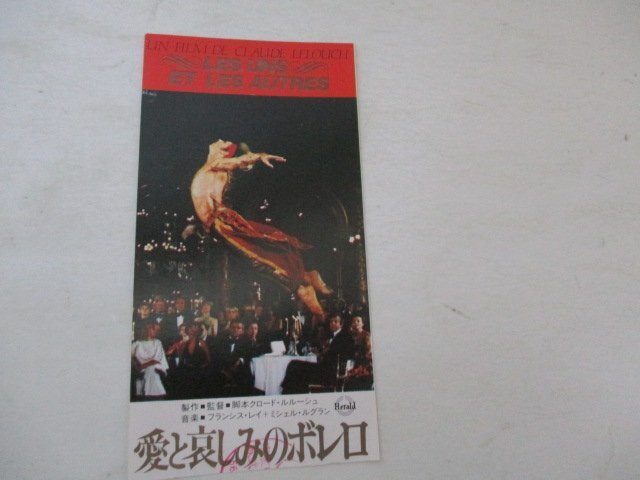 UN FILM DE CLAUDE LELOUCH
LES UNS
ET LES AUTRES
製作■監督■脚本クロード・ルルーシュ
音楽■フランシス・レイ+ミシェル・ルグラン
Herald
愛と哀しみのボレロ